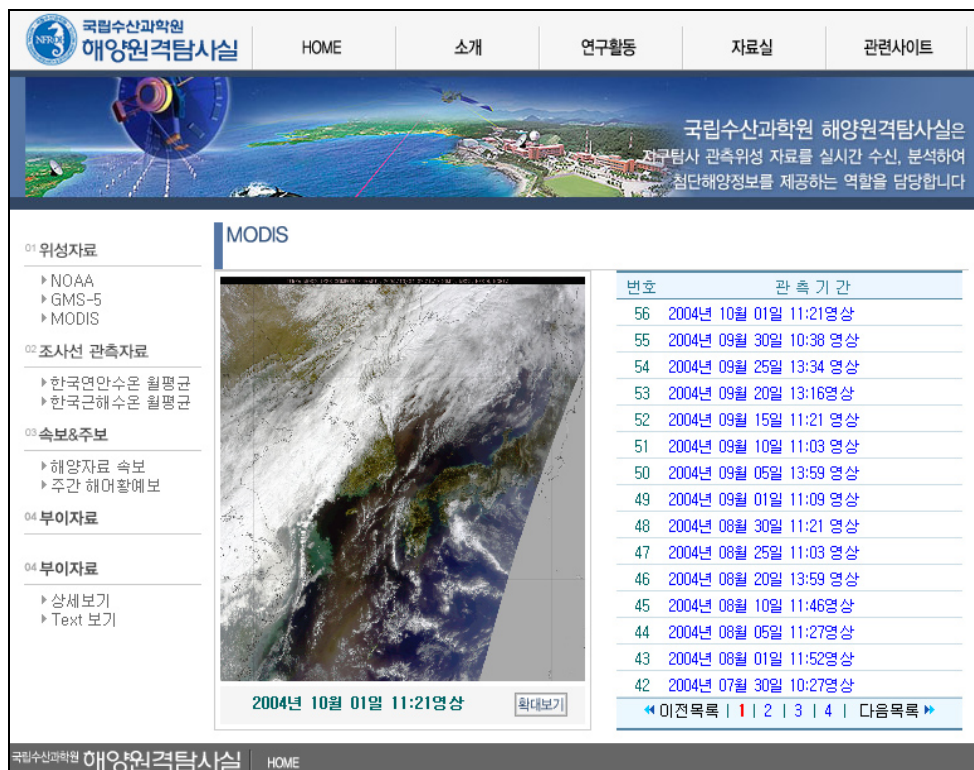 국립수산과학원
해양원격탐사실
HOME
소개
연구활동
자료실
관련사이트
국립수산과학원 해양원격탐사실은
지구탐사 관측위성 자료를 실시간 수신, 분석하여
첨단해양정보를 제공하는 역할을 담당합니다
01 위성자료
NOAA
GMS-5
MODIS
02 조사선 관측자료
한국연안수온 월평균
한국근해수온 월평균
03 속보&주보
해양자료 속보
주간 해어황예보
04 부이자료
04 부이자료
상세보기
Text 보기
MODIS
2004년 10월 01일 11:21영상
확대보기
번호 관 측 기 간
56 2004년 10월 01일 11:21영상
55 2004년 09월 30일 10:38 영상
54 2004년 09월 25일 13:34 영상
53 2004년 09월 20일 13:16영상
52 2004년 09월 15일 11:21 영상
51 2004년 09월 10일 11:03 영상
50 2004년 09월 05일 13:59 영상
49 2004년 09월 01일 11:09 영상
48 2004년 08월 30일 11:21 영상
47 2004년 08월 25일 11:03 영상
46 2004년 08월 20일 13:59 영상
45 2004년 08월 10일 11:46영상
44 2004년 08월 05일 11:27영상
43 2004년 08월 01일 11:52영상
42 2004년 07월 30일 10:27영상
이전목록 | 1 | 2 | 3 | 4 | 다음목록
국립수산과학원 해양원격탐사실 HOME